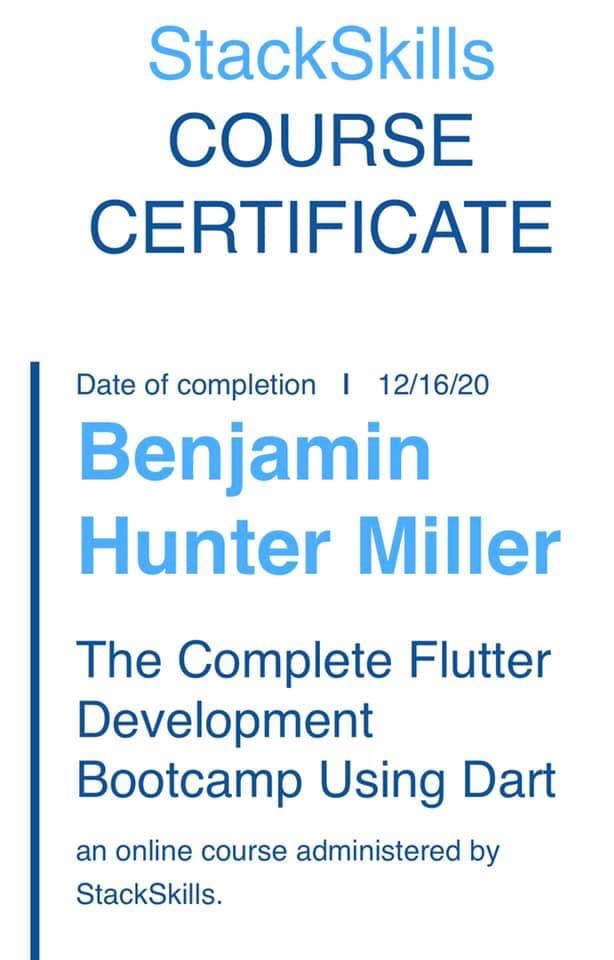 StackSkills
COURSE
CERTIFICATE
Date of completion I 12/16/20
Benjamin
Hunter Miller
The Complete Flutter
Development
Bootcamp Using Dart
an online course administered by
StackSkills.